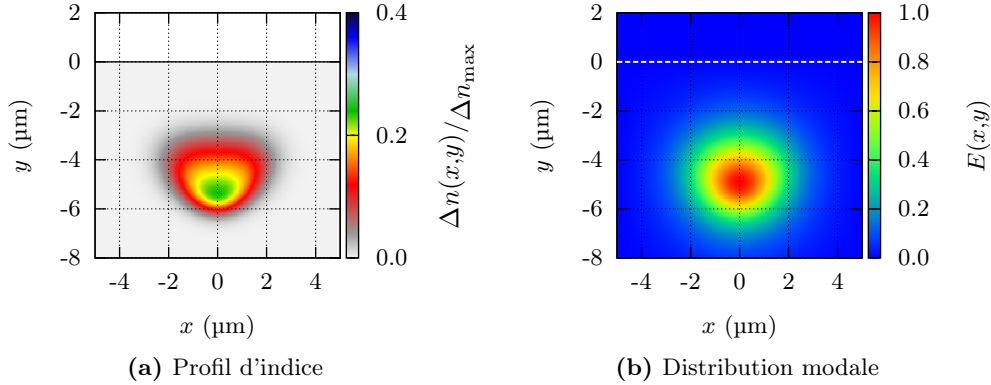 2
0
-2
-4
-6
-8
y (µm)
-4 -2 0 2 4
x (µm)
0.4
0.2
0.0
Δn(x,y)/Δn_max
(a) Profil d'indice
2
0
-2
-4
-6
-8
y (µm)
-4 -2 0 2 4
x (µm)
1.0
0.8
0.6
0.4
0.2
0.0
E(x,y)
(b) Distribution modale